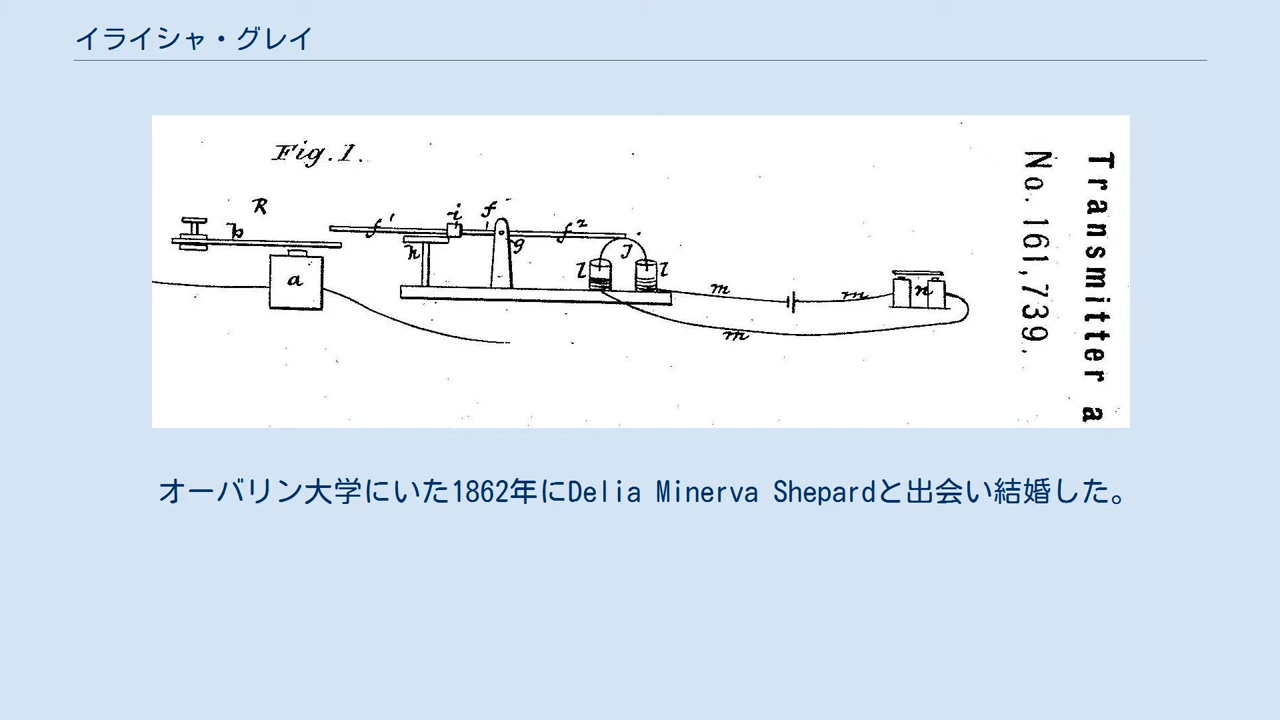 イライシャ・グレイ
Fig. 1.
R
b
a
f'
i
f
f²
h
g
j
l
l
m
m
m
n
No. 161,739.
Transmitter a
オーバリン大学にいた1862年にDelia Minerva Shepardと出会い結婚した。